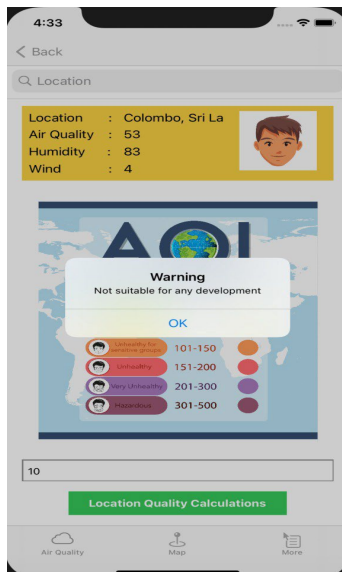 4:33
Back
Location
Location : Colombo, Sri La
Air Quality : 53
Humidity : 83
Wind : 4
AQI
Warning
Not suitable for any development
OK
Unhealthy for sensitive groups 101-150
Unhealthy 151-200
Very Unhealthy 201-300
Hazardous 301-500
10
Location Quality Calculations
Air Quality Map More